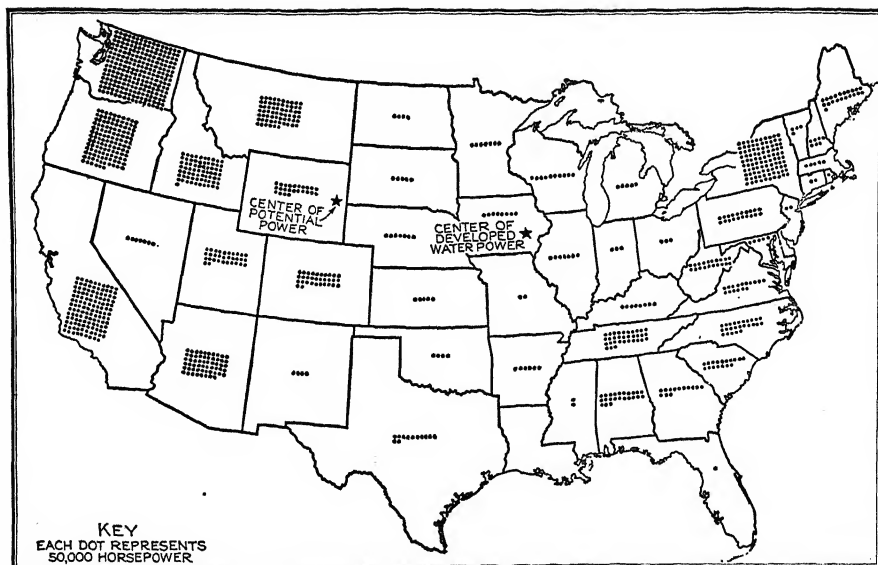 CENTER OF
POTENTIAL
POWER
CENTER OF
DEVELOPED
WATER POWER
KEY
EACH DOT REPRESENTS
50,000 HORSEPOWER